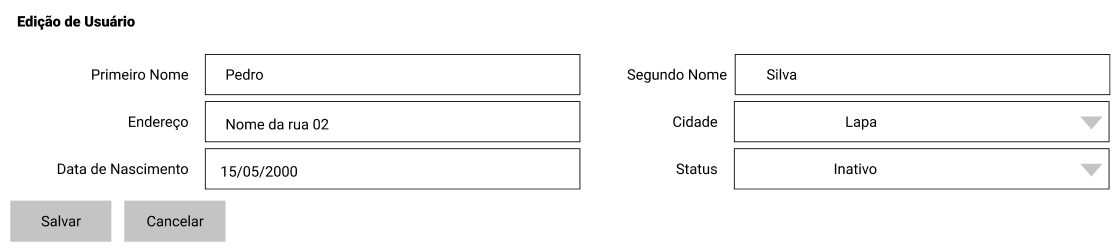 Edição de Usuário
Primeiro Nome Pedro Segundo Nome Silva
Endereço Nome da rua 02 Cidade Lapa
Data de Nascimento 15/05/2000 Status Inativo
Salvar Cancelar